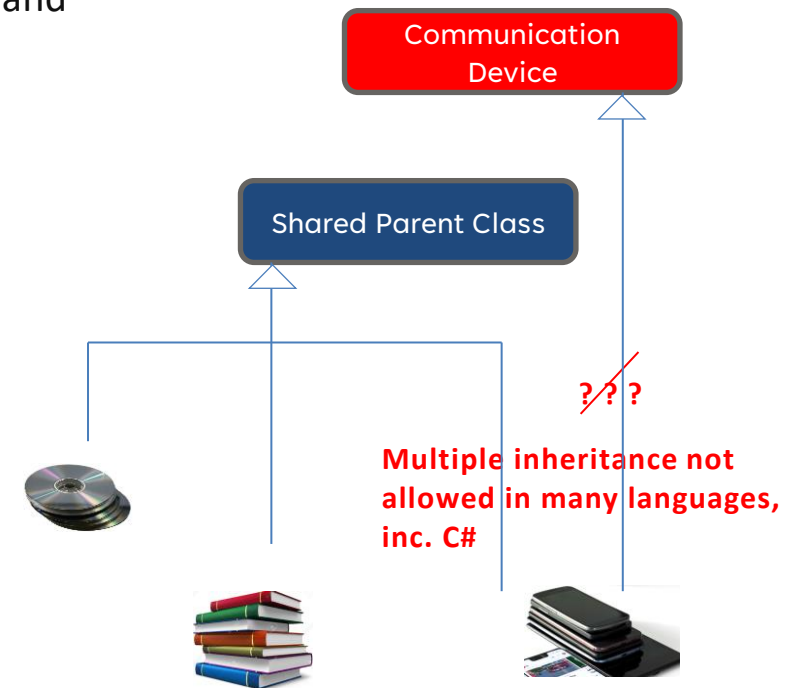 and
Communication
Device
Shared Parent Class
? ? ?
Multiple inheritance not
allowed in many languages,
inc. C#